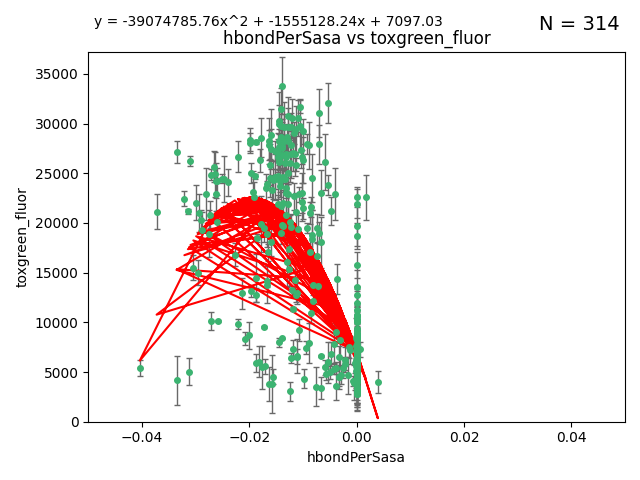 y = -39074785.76x^2 + -1555128.24x + 7097.03
N = 314
hbondPerSasa vs toxgreen_fluor
35000
30000
25000
20000
15000
10000
5000
0
toxgreen_fluor
−0.04
−0.02
0.00
0.02
0.04
hbondPerSasa